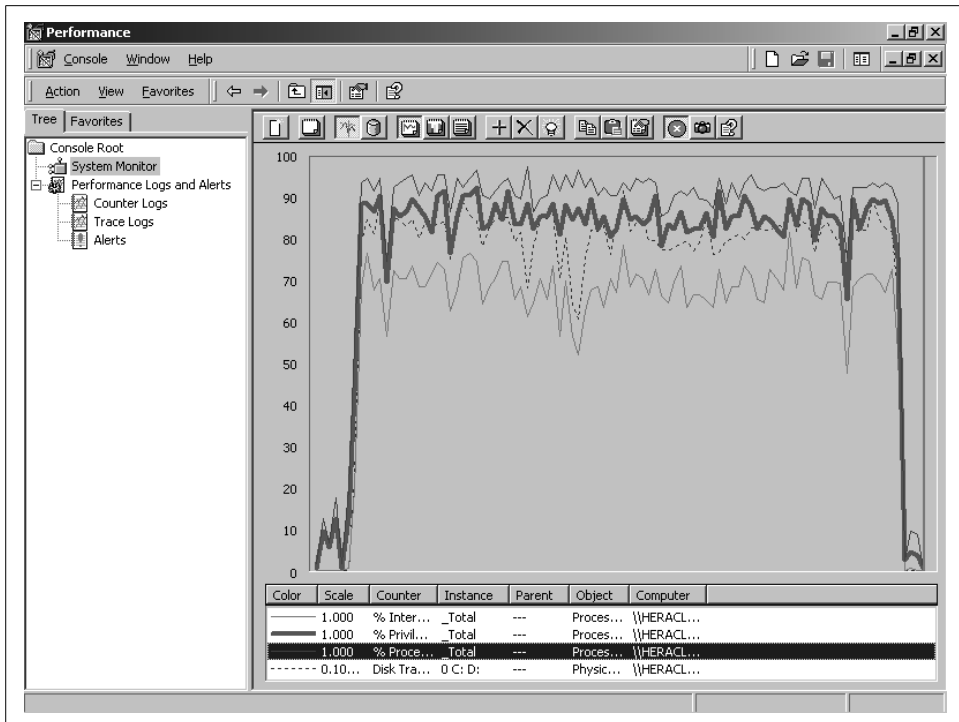 Performance
Console Window Help
Action View Favorites
Tree Favorites
Console Root
System Monitor
Performance Logs and Alerts
Counter Logs
Trace Logs
Alerts
100
90
80
70
60
50
40
30
20
10
0
Color Scale Counter Instance Parent Object Computer
1.000 % Inter... _Total --- Proces... \\HERACL...
1.000 % Privil... _Total --- Proces... \\HERACL...
1.000 % Proce... _Total --- Proces... \\HERACL...
0.10... Disk Tra... 0 C: D: --- Physic... \\HERACL...